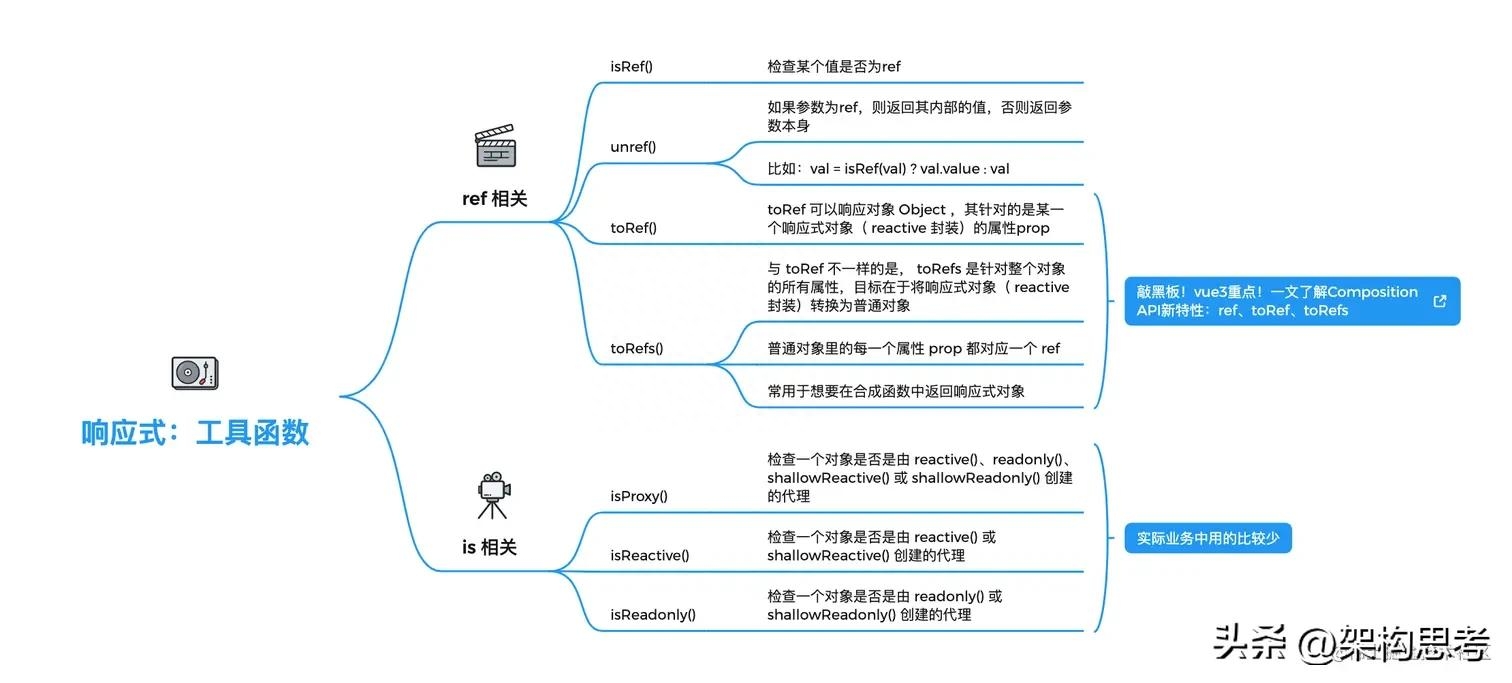 响应式：工具函数
ref 相关
isRef()
检查某个值是否为ref
unref()
如果参数为ref，则返回其内部的值，否则返回参
数本身
比如：val = isRef(val) ? val.value : val
toRef()
toRef 可以响应对象 Object ，其针对的是某一
个响应式对象（ reactive 封装）的属性prop
toRefs()
与 toRef 不一样的是， toRefs 是针对整个对象
的所有属性，目标在于将响应式对象（ reactive
封装）转换为普通对象
普通对象里的每一个属性 prop 都对应一个 ref
常用于想要在合成函数中返回响应式对象
敲黑板！vue3重点！一文了解Composition
API新特性：ref、toRef、toRefs
is 相关
isProxy()
检查一个对象是否是由 reactive()、readonly()、
shallowReactive() 或 shallowReadonly() 创建
的代理
isReactive()
检查一个对象是否是由 reactive() 或
shallowReactive() 创建的代理
isReadonly()
检查一个对象是否是由 readonly() 或
shallowReadonly() 创建的代理
实际业务中用的比较少
头条 @架构思考